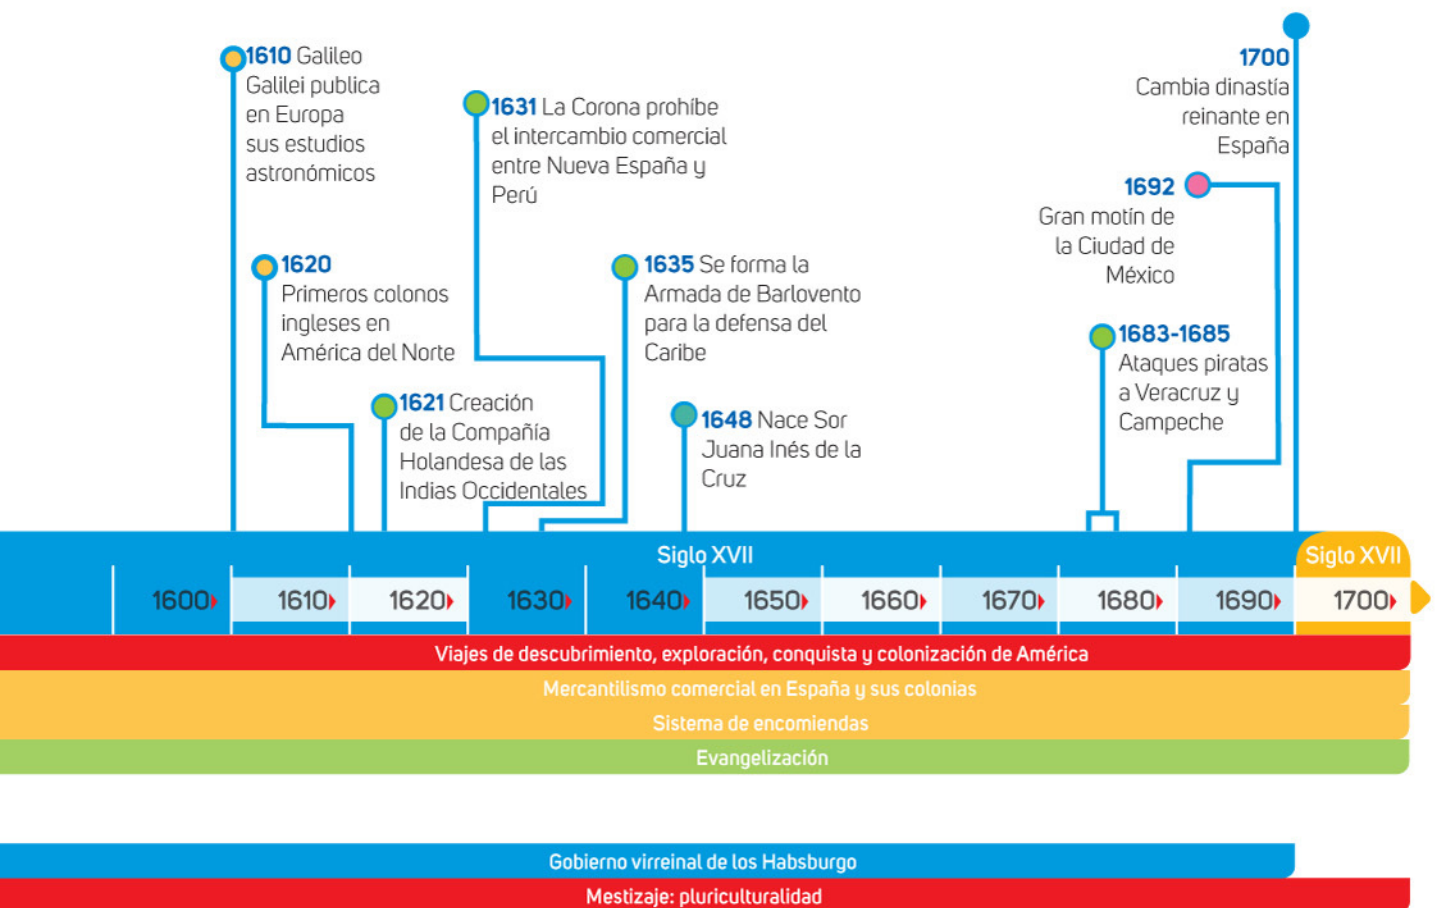 1610 Galileo
Galilei publica
en Europa
sus estudios
astronómicos
1620
Primeros colonos
ingleses en
América del Norte
1621 Creación
de la Compañía
Holandesa de las
Indias Occidentales
1631 La Corona prohíbe
el intercambio comercial
entre Nueva España y
Perú
1635 Se forma la
Armada de Barlovento
para la defensa del
Caribe
1648 Nace Sor
Juana Inés de la
Cruz
1683-1685
Ataques piratas
a Veracruz y
Campeche
1692
Gran motín de
la Ciudad de
México
1700
Cambia dinastía
reinante en
España
Siglo XVII
Siglo XVII
1600
1610
1620
1630
1640
1650
1660
1670
1680
1690
1700
Viajes de descubrimiento, exploración, conquista y colonización de América
Mercantilismo comercial en España y sus colonias
Sistema de encomiendas
Evangelización
Gobierno virreinal de los Habsburgo
Mestizaje: pluriculturalidad